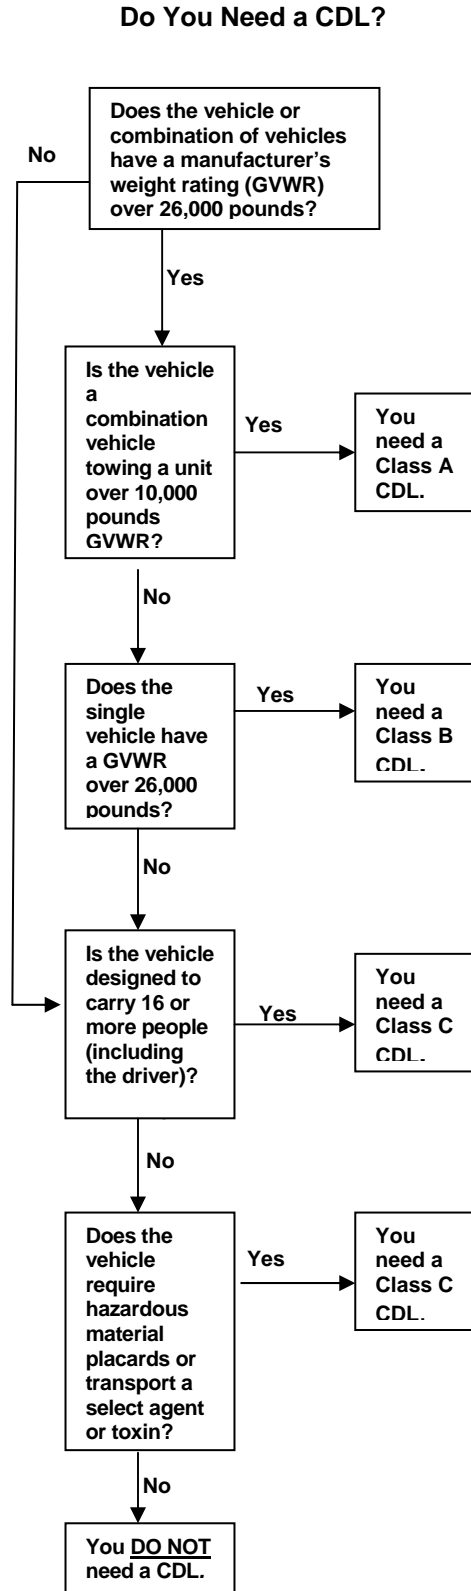 Do You Need a CDL?
Does the vehicle or
combination of vehicles
have a manufacturer's
weight rating (GVWR)
over 26,000 pounds?
No
Yes
Is the vehicle
a
combination
vehicle
towing a unit
over 10,000
pounds
GVWR?
Yes
You
need a
Class A
CDL.
No
Does the
single
vehicle have
a GVWR
over 26,000
pounds?
Yes
You
need a
Class B
CDL.
No
Is the vehicle
designed to
carry 16 or
more people
(including
the driver)?
Yes
You
need a
Class C
CDL.
No
Does the
vehicle
require
hazardous
material
placards or
transport a
select agent
or toxin?
Yes
You
need a
Class C
CDL.
No
You DO NOT
need a CDL.